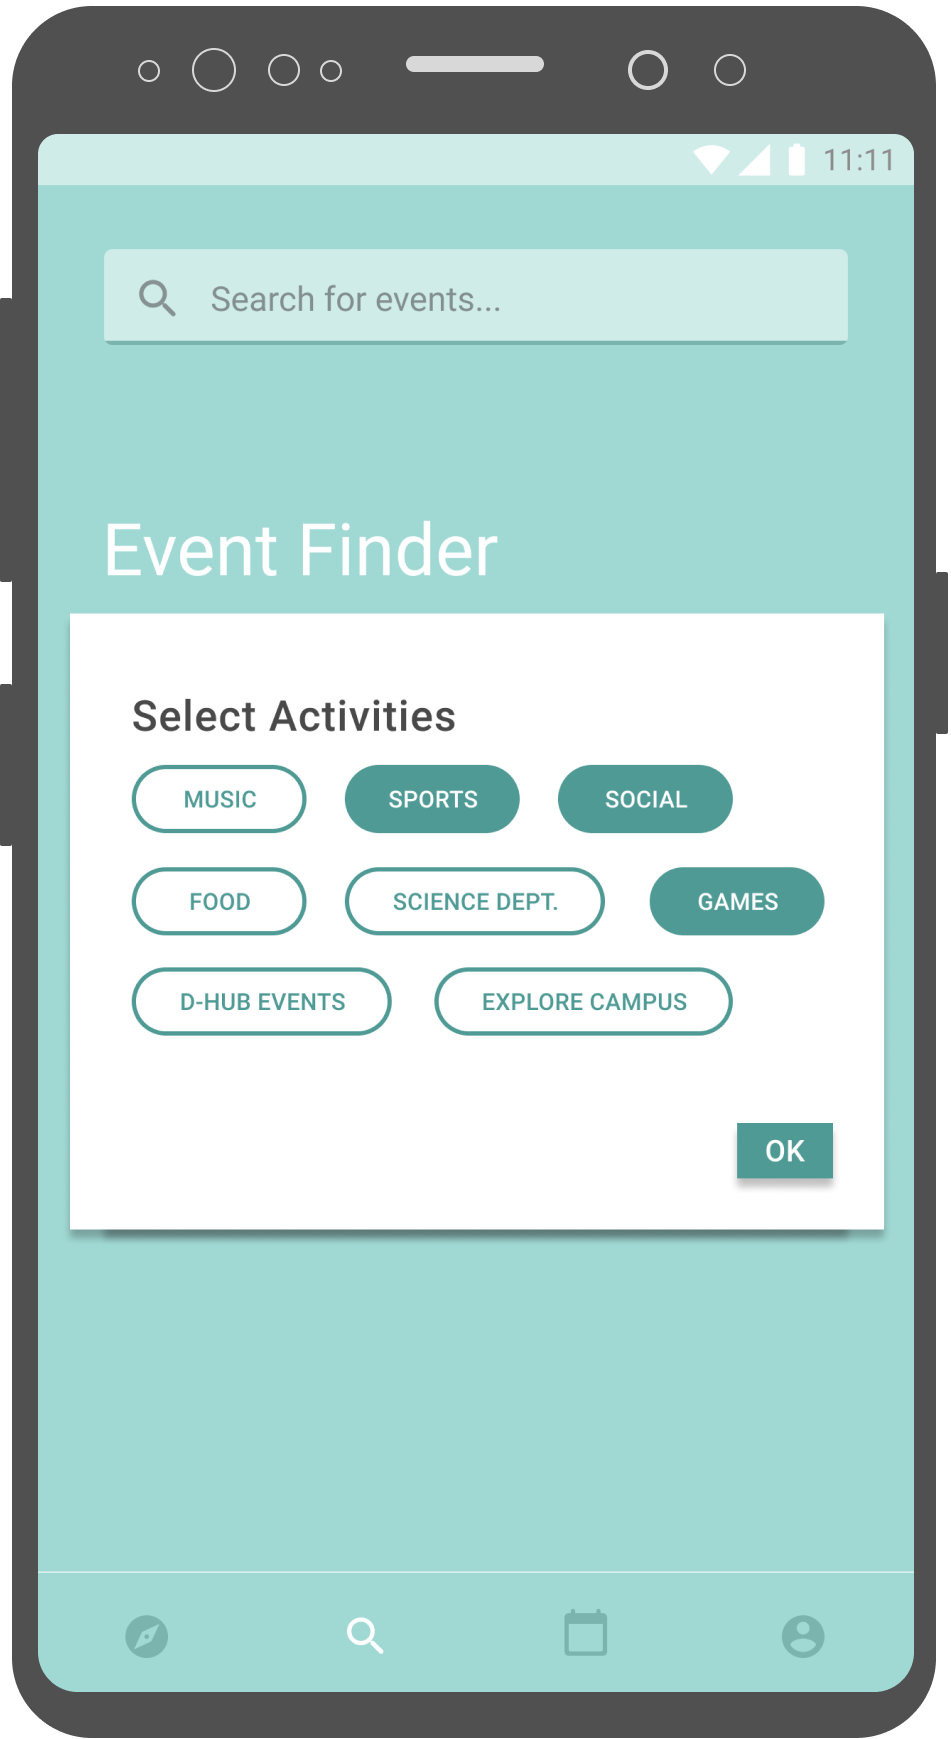 11:11
Search for events...
Event Finder
Select Activities
MUSIC SPORTS SOCIAL
FOOD SCIENCE DEPT. GAMES
D-HUB EVENTS EXPLORE CAMPUS
OK